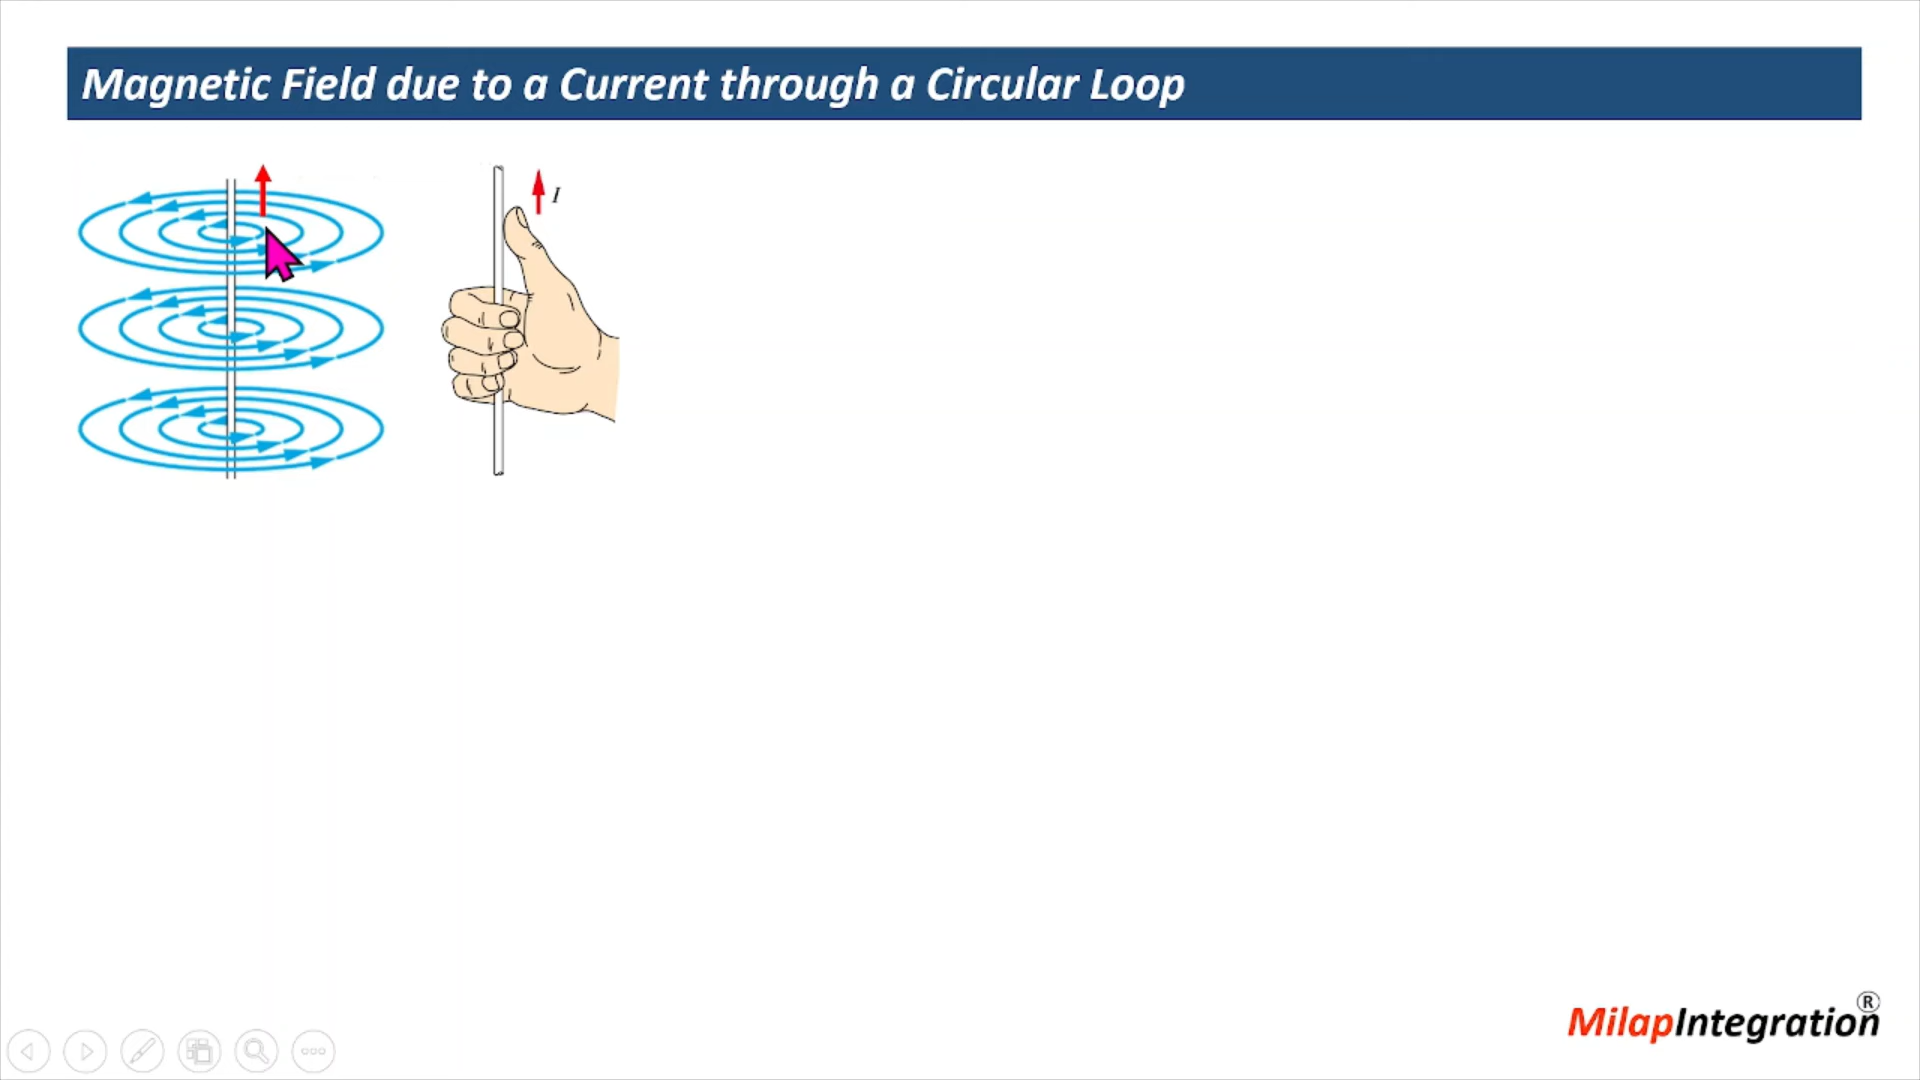 Magnetic Field due to a Current through a Circular Loop
I
MilapIntegration®